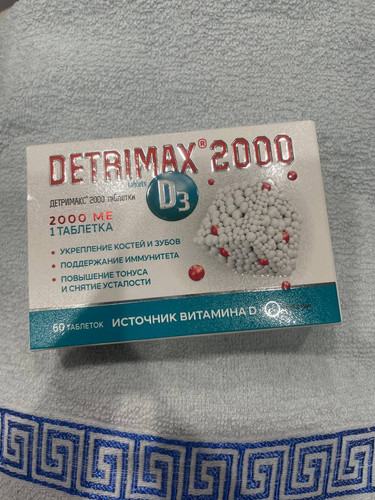 DETRIMAX® 2000
tablets
ДЕТРИМАКС® 2000 таблетки
D3
2000 МЕ
1 ТАБЛЕТКА
• УКРЕПЛЕНИЕ КОСТЕЙ И ЗУБОВ
• ПОДДЕРЖАНИЕ ИММУНИТЕТА
• ПОВЫШЕНИЕ ТОНУСА
И СНЯТИЕ УСТАЛОСТИ
60 ТАБЛЕТОК
ИСТОЧНИК ВИТАМИНА D